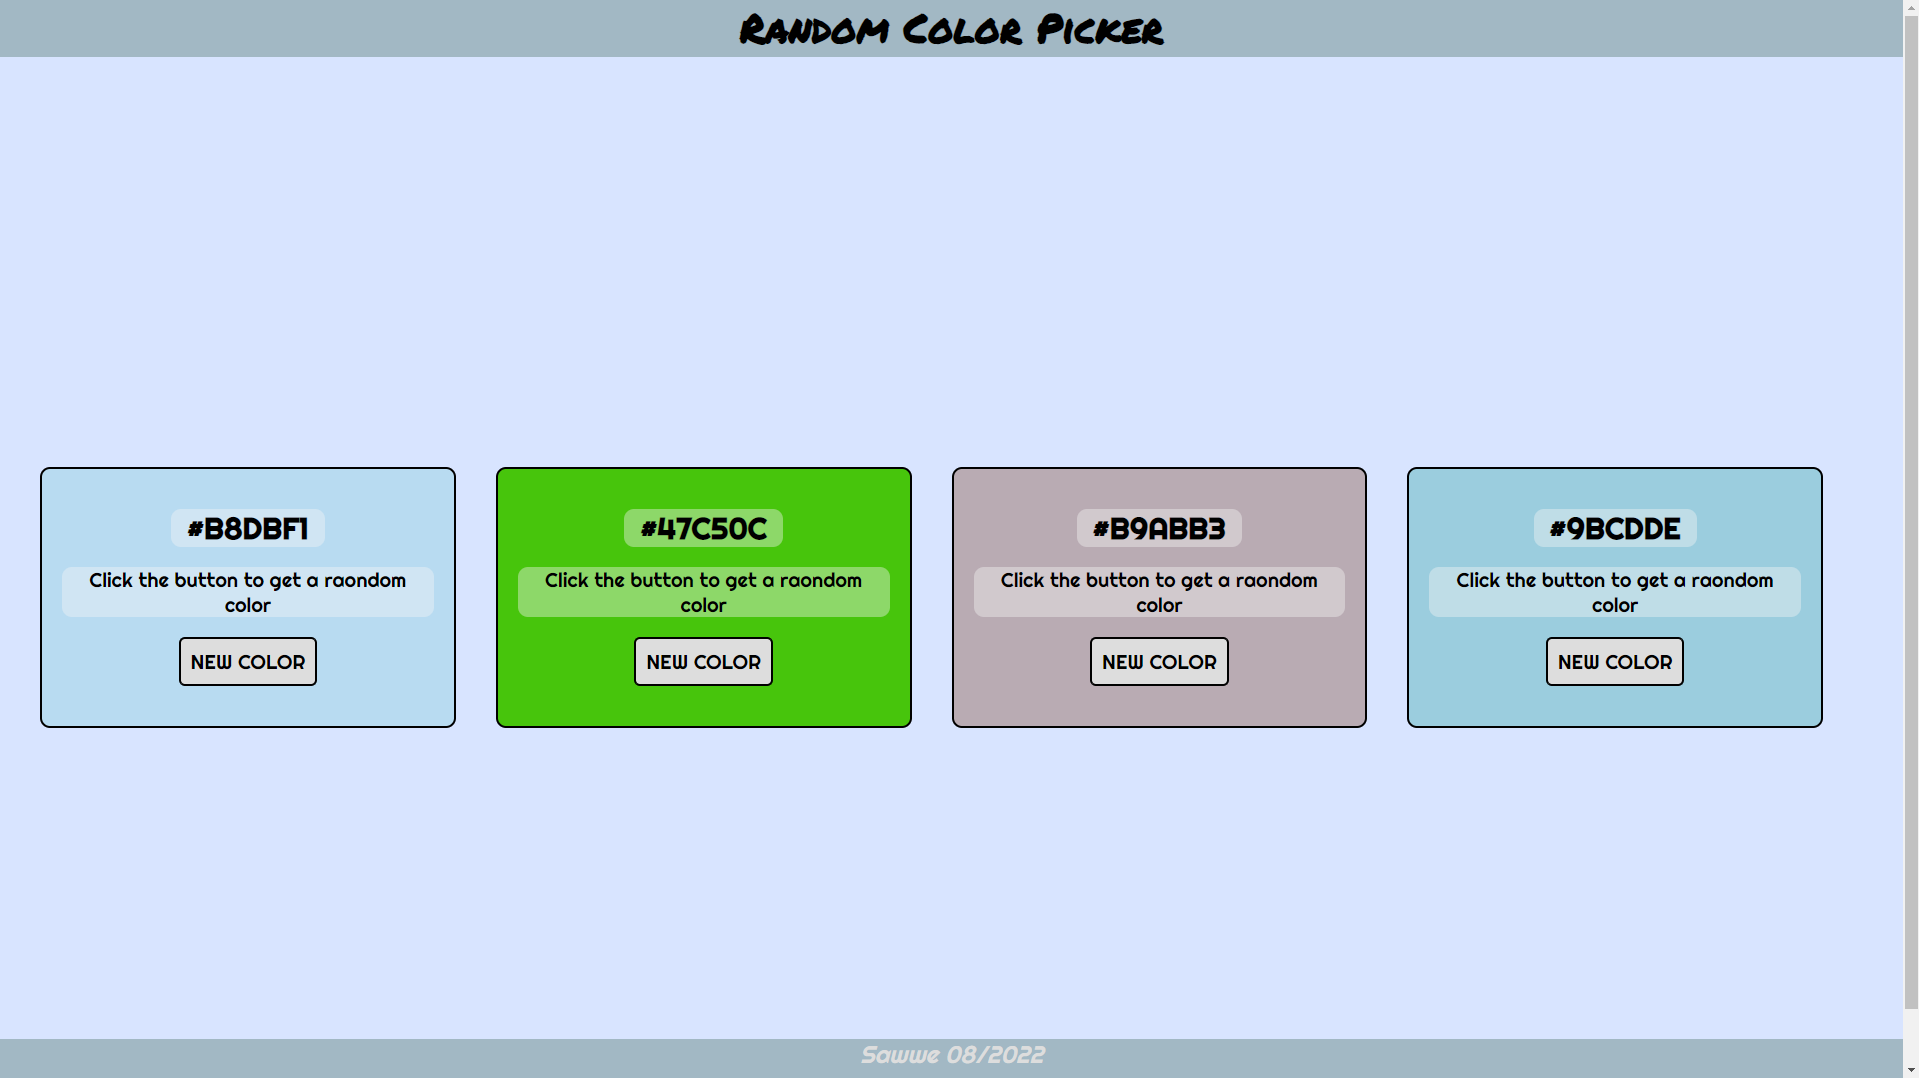 Random Color Picker
#B8DBF1
Click the button to get a raondom
color
NEW COLOR
#47C50C
Click the button to get a raondom
color
NEW COLOR
#B9ABB3
Click the button to get a raondom
color
NEW COLOR
#9BCDDE
Click the button to get a raondom
color
NEW COLOR
Sawwe 08/2022